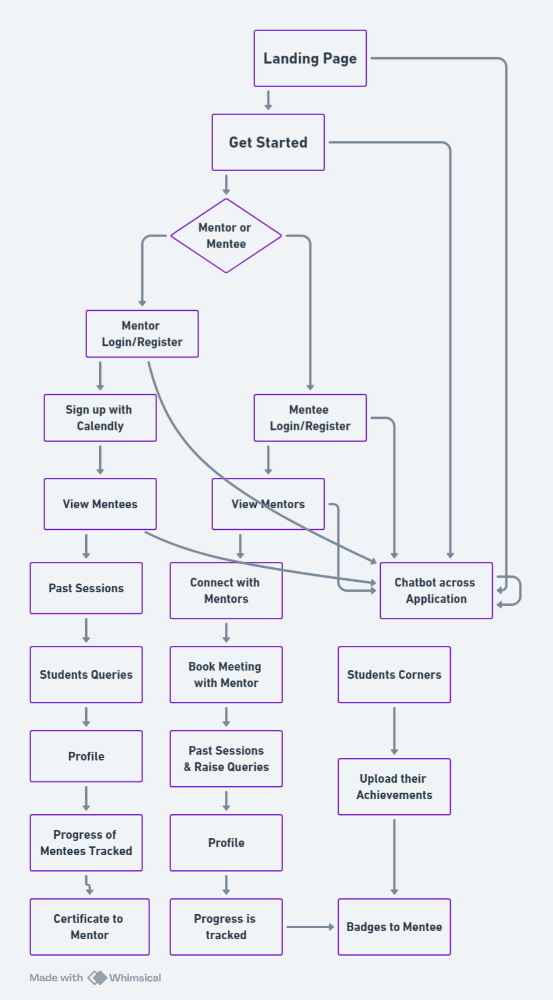 Landing Page
Get Started
Mentor or
Mentee
Mentor
Login/Register
Sign up with
Calendly
Mentee
Login/Register
View Mentees
View Mentors
Past Sessions
Connect with
Mentors
Chatbot across
Application
Students Queries
Book Meeting
with Mentor
Students Corners
Profile
Past Sessions
& Raise Queries
Upload their
Achievements
Progress of
Mentees Tracked
Profile
Certificate to
Mentor
Progress is
tracked
Badges to Mentee
Made with Whimsical